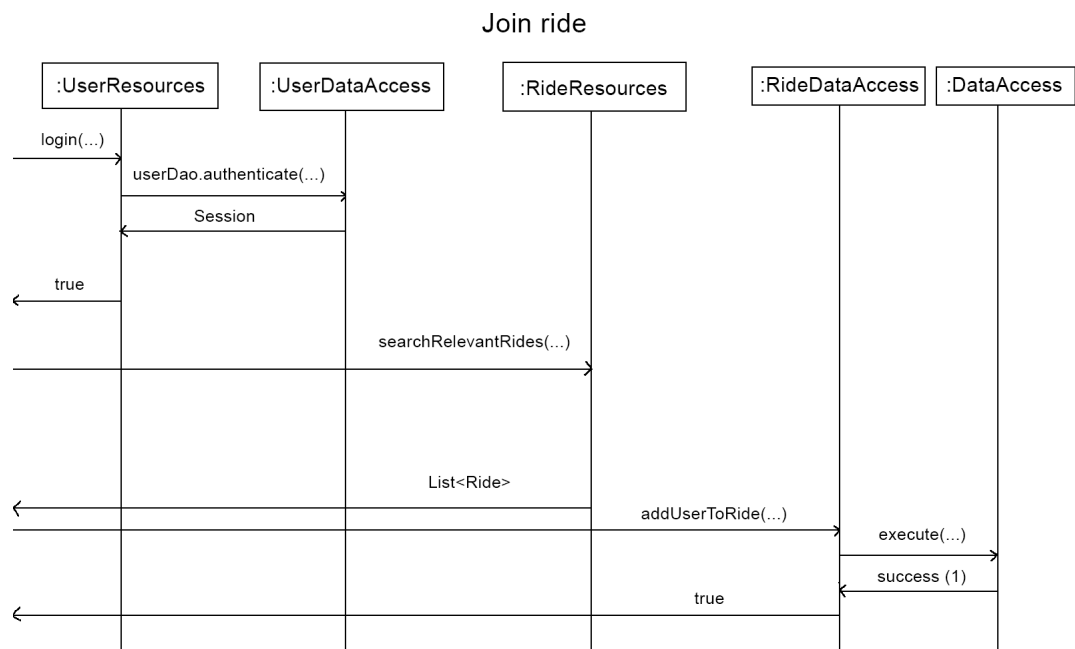 Join ride
:UserResources
:UserDataAccess
:RideResources
:RideDataAccess
:DataAccess
login(...)
userDao.authenticate(...)
Session
true
searchRelevantRides(...)
List<Ride>
addUserToRide(...)
execute(...)
success (1)
true